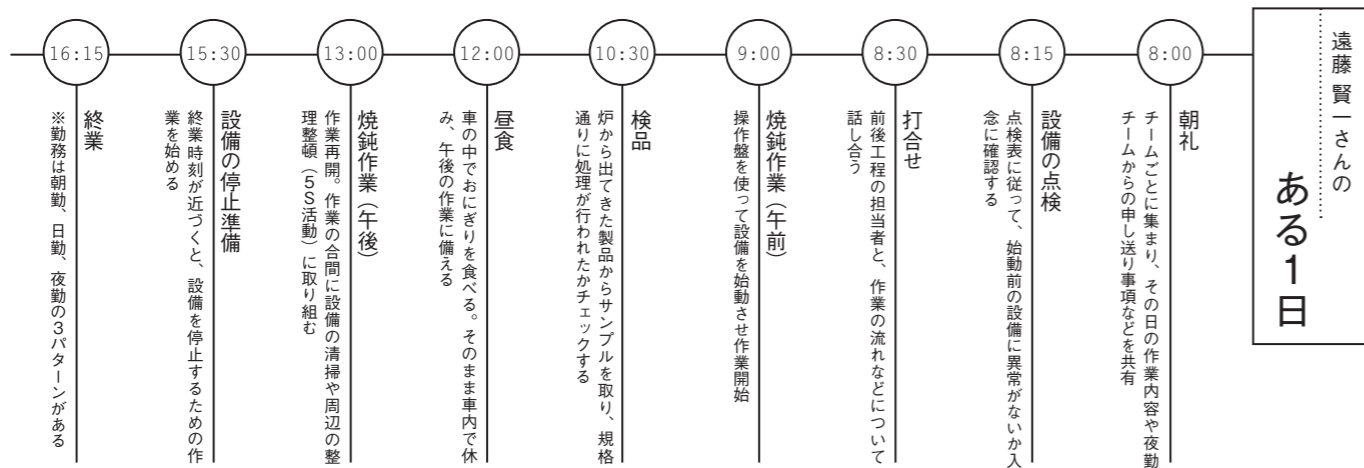 遠藤賢一さんの
ある1日
8:00
朝礼
チームごとに集まり、その日の作業内容や夜勤
チームからの申し送り事項などを共有
8:15
設備の点検
点検表に従って、始動前の設備に異常がないか入
念に確認する
8:30
打合せ
前後工程の担当者と、作業の流れなどについて
話し合う
9:00
焼鈍作業（午前）
操作盤を使って設備を始動させ作業開始
10:30
検品
炉から出てきた製品からサンプルを取り、規格
通りに処理が行われたかチェックする
12:00
昼食
車の中でおにぎりを食べる。そのまま車内で休
み、午後の作業に備える
13:00
焼鈍作業（午後）
作業再開。作業の合間に設備の清掃や周辺の整
理整頓（5S活動）に取り組む
15:30
設備の停止準備
終業時刻が近づくと、設備を停止するための作
業を始める
16:15
終業
※勤務は朝勤、日勤、夜勤の3パターンがある